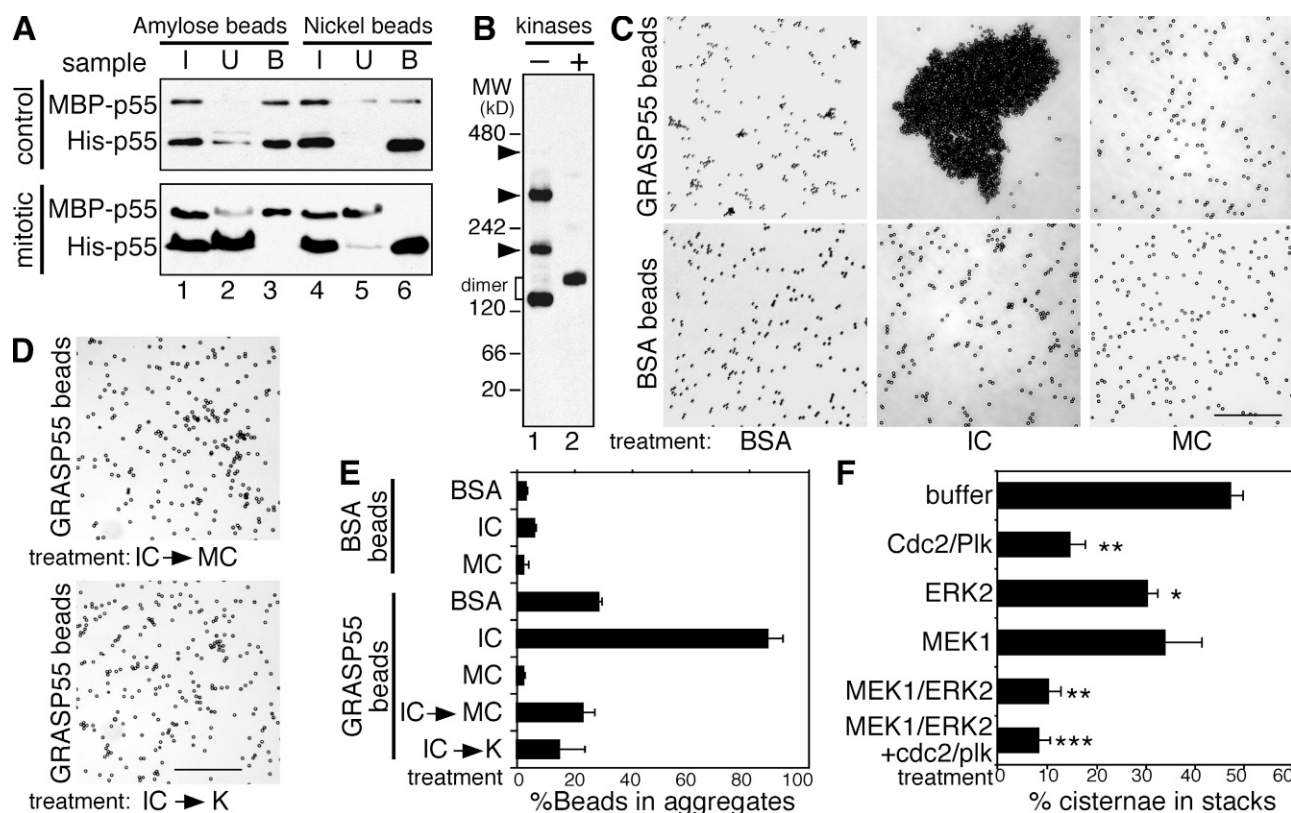 A
Amylose beads Nickel beads
sample I U B I U B
control
MBP-p55
His-p55
mitotic
MBP-p55
His-p55
1 2 3 4 5 6
B
kinases
− +
MW
(kD)
480
242
dimer
120
66
20
1 2
C
GRASP55 beads
BSA beads
treatment: BSA IC MC
D
GRASP55 beads
treatment: IC MC
GRASP55 beads
treatment: IC K
E
BSA
beads
BSA
IC
MC
GRASP55
beads
BSA
IC
MC
IC MC
IC K
treatment
0 20 40 60 80 100
%Beads in aggregates
F
buffer
Cdc2/Plk **
ERK2 *
MEK1
MEK1/ERK2 **
MEK1/ERK2
+cdc2/plk ***
treatment
0 10 20 30 40 50 60
% cisternae in stacks